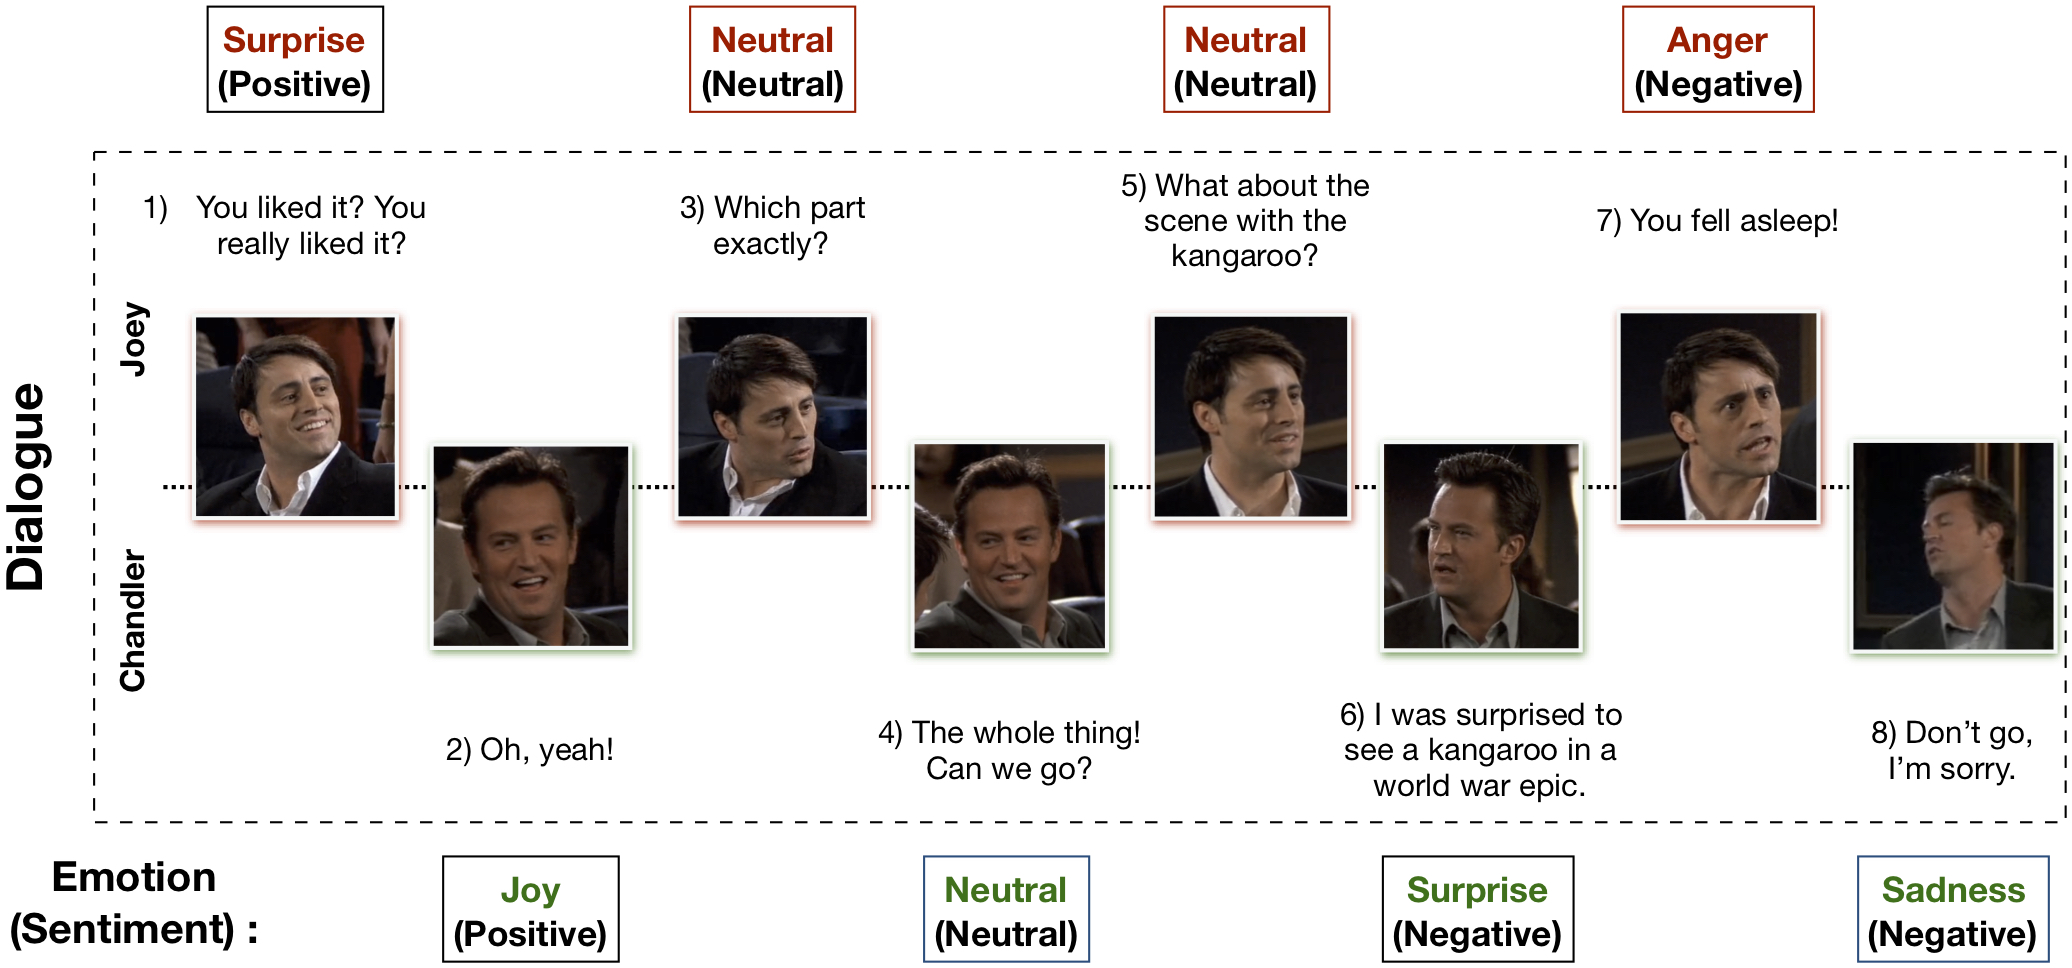 Surprise
(Positive)
Neutral
(Neutral)
Neutral
(Neutral)
Anger
(Negative)
Dialogue
Joey
Chandler
1) You liked it? You
really liked it?
2) Oh, yeah!
3) Which part
exactly?
4) The whole thing!
Can we go?
5) What about the
scene with the
kangaroo?
6) I was surprised to
see a kangaroo in a
world war epic.
7) You fell asleep!
8) Don’t go,
I’m sorry.
Emotion
(Sentiment) :
Joy
(Positive)
Neutral
(Neutral)
Surprise
(Negative)
Sadness
(Negative)